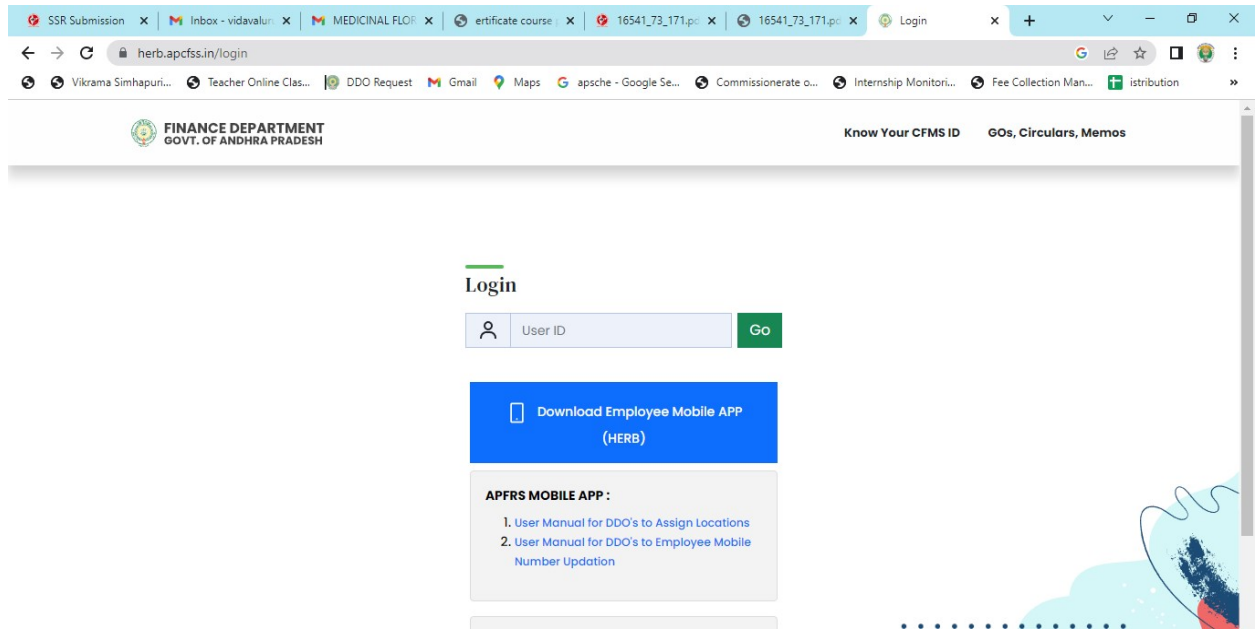 SSR Submission
Inbox - vidavalur
MEDICINAL FLOR
ertificate course
16541_73_171.pd
16541_73_171.pd
Login
herb.apcfss.in/login
Vikrama Simhapuri... Teacher Online Clas... DDO Request Gmail Maps apsche - Google Se... Commissionerate o... Internship Monitori... Fee Collection Man... istribution »
FINANCE DEPARTMENT
GOVT. OF ANDHRA PRADESH
Know Your CFMS ID GOs, Circulars, Memos
Login
User ID Go
Download Employee Mobile APP
(HERB)
APFRS MOBILE APP :
1. User Manual for DDO's to Assign Locations
2. User Manual for DDO's to Employee Mobile
Number Updation